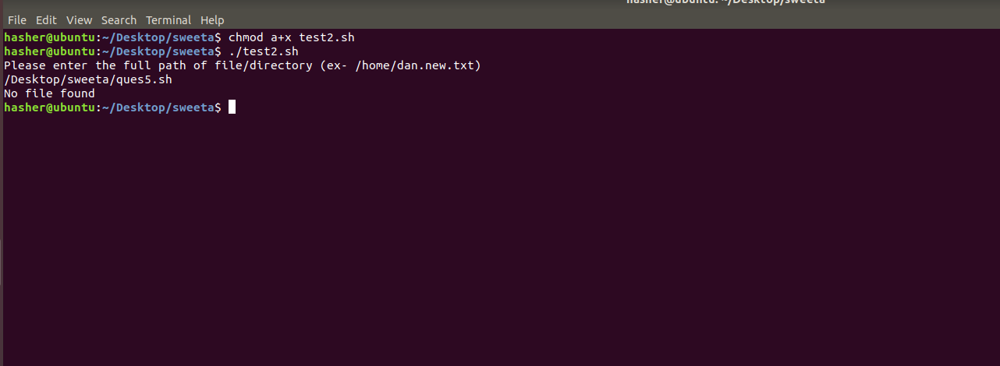 hasher@ubuntu: ~/Desktop/sweeta
File Edit View Search Terminal Help
hasher@ubuntu:~/Desktop/sweeta$ chmod a+x test2.sh
hasher@ubuntu:~/Desktop/sweeta$ ./test2.sh
Please enter the full path of file/directory (ex- /home/dan.new.txt)
/Desktop/sweeta/ques5.sh
No file found
hasher@ubuntu:~/Desktop/sweeta$